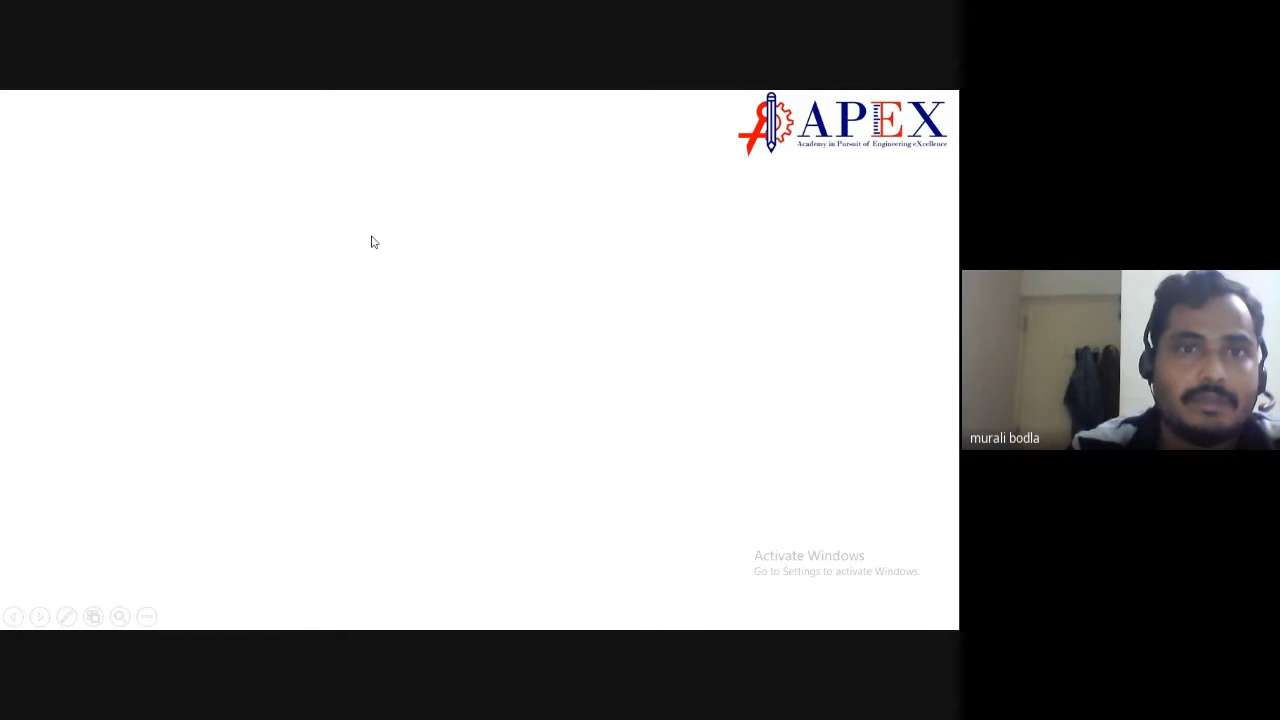 APEX
Academy in Pursuit of Engineering eXcellence
murali bodla
Activate Windows
Go to Settings to activate Windows.